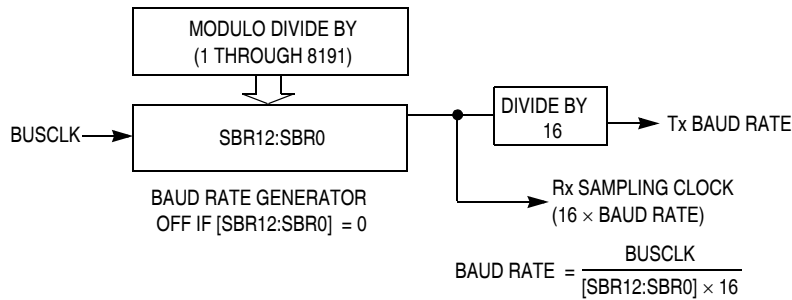 MODULO DIVIDE BY
(1 THROUGH 8191)
BUSCLK
SBR12:SBR0
DIVIDE BY
16
Tx BAUD RATE
BAUD RATE GENERATOR
OFF IF [SBR12:SBR0] = 0
Rx SAMPLING CLOCK
(16 × BAUD RATE)
BAUD RATE =
BUSCLK
[SBR12:SBR0] × 16